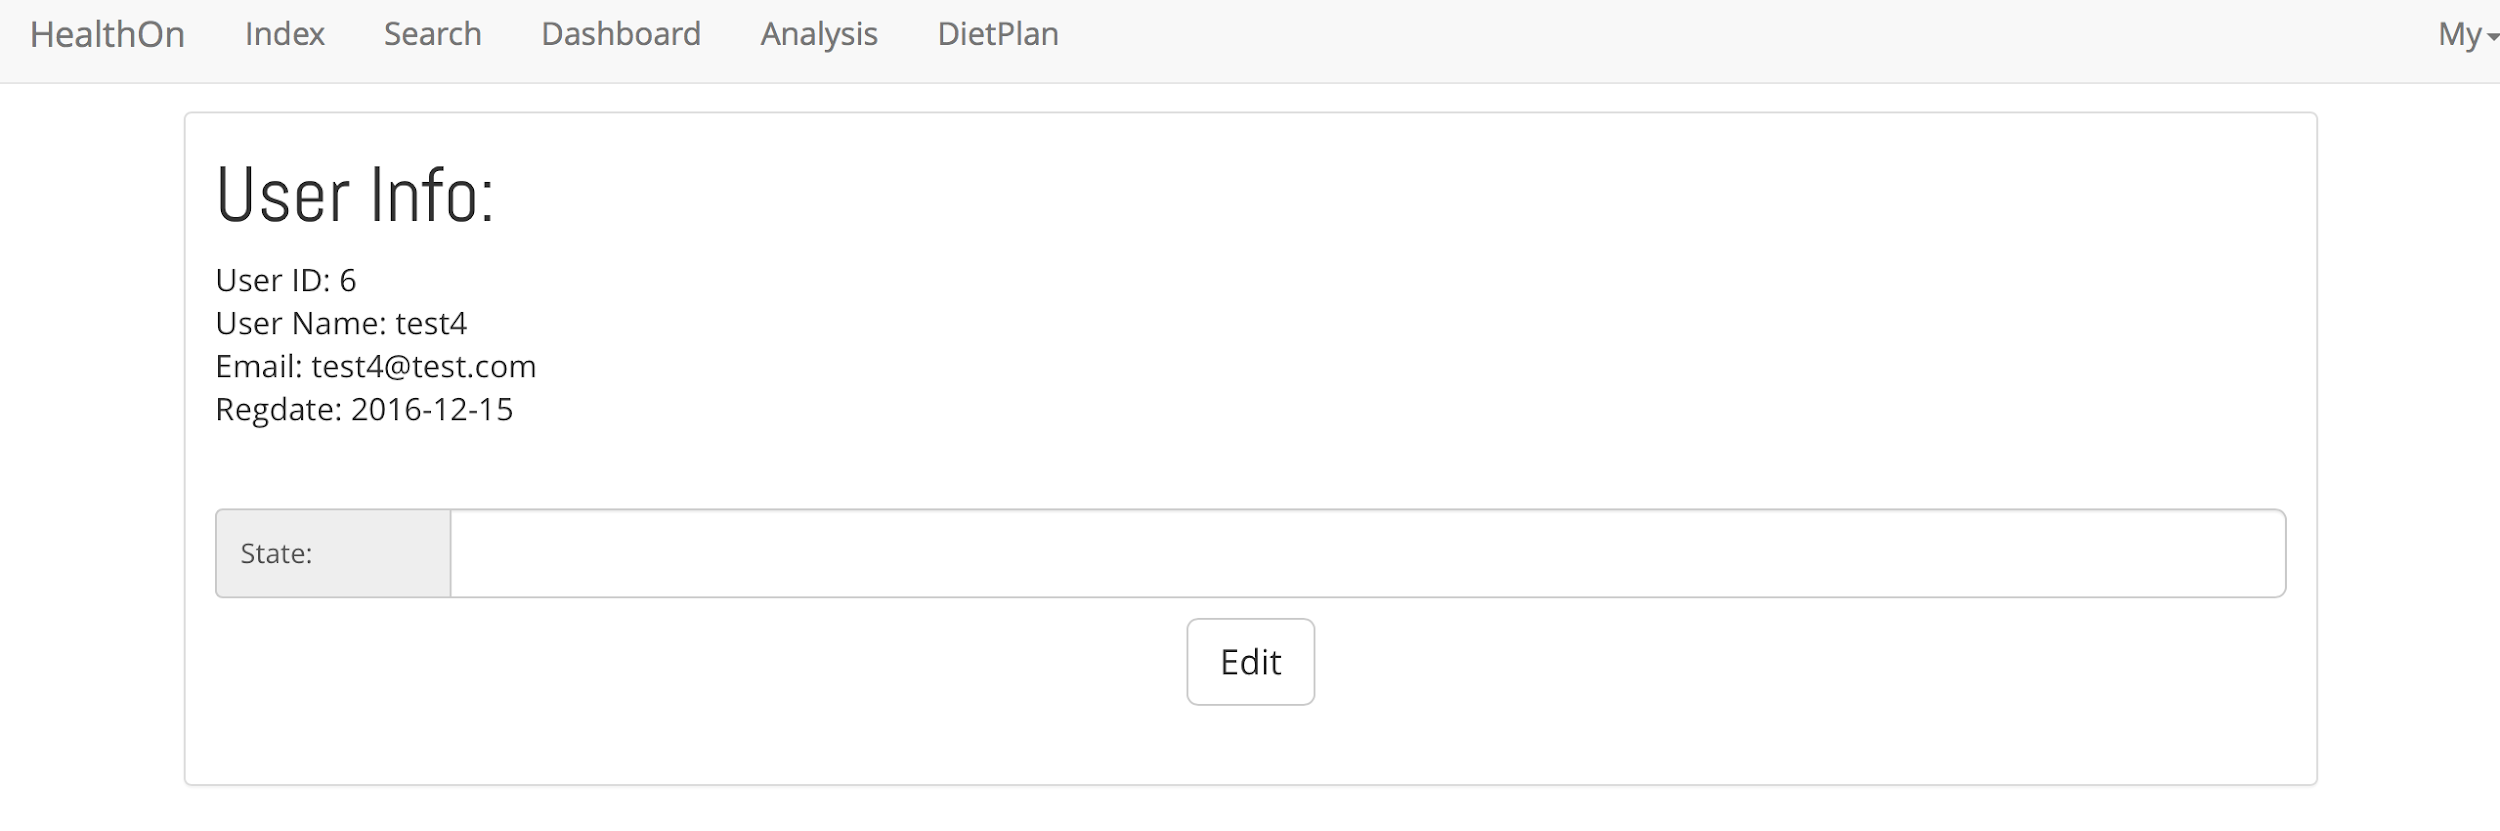 HealthOn Index Search Dashboard Analysis DietPlan My
User Info:
User ID: 6
User Name: test4
Email: test4@test.com
Regdate: 2016-12-15
State:
Edit